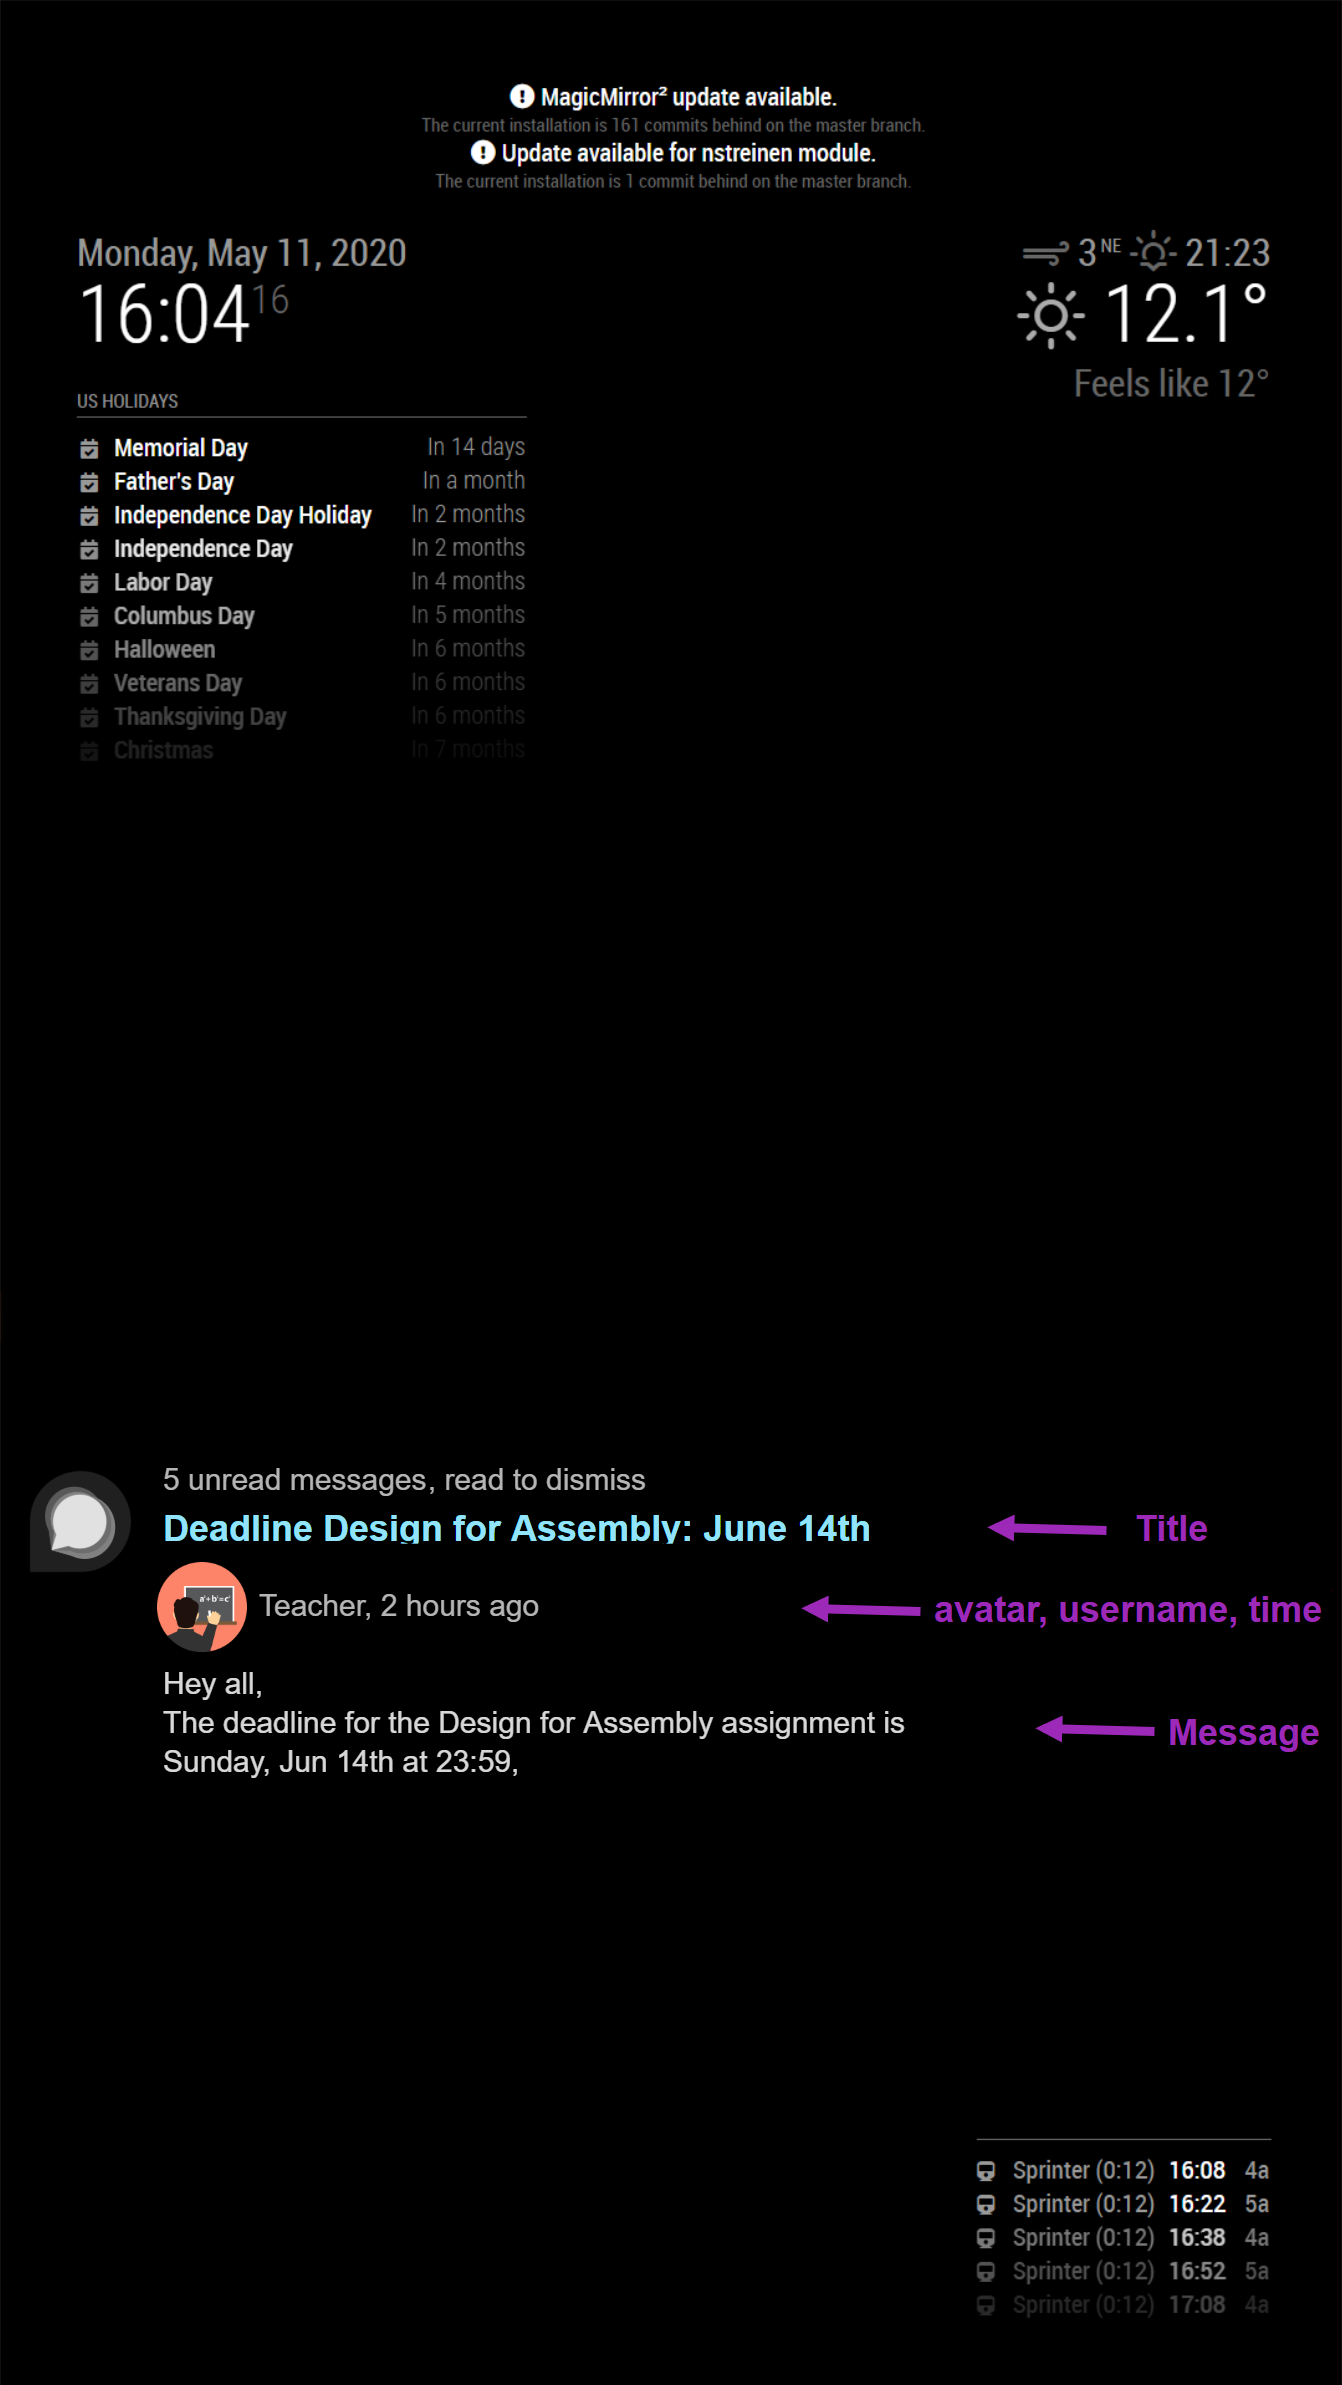 MagicMirror² update available.
The current installation is 161 commits behind on the master branch.
Update available for nstreinen module.
The current installation is 1 commit behind on the master branch.
Monday, May 11, 2020
16:04 16
3 NE 21:23
12.1°
Feels like 12°
US HOLIDAYS
Memorial Day In 14 days
Father's Day In a month
Independence Day Holiday In 2 months
Independence Day In 2 months
Labor Day In 4 months
Columbus Day In 5 months
Halloween In 6 months
Veterans Day In 6 months
Thanksgiving Day In 6 months
Christmas In 7 months
5 unread messages, read to dismiss
Deadline Design for Assembly: June 14th
Title
a²+b²=c²
Teacher, 2 hours ago
avatar, username, time
Hey all,
The deadline for the Design for Assembly assignment is
Sunday, Jun 14th at 23:59,
Message
Sprinter (0:12) 16:08 4a
Sprinter (0:12) 16:22 5a
Sprinter (0:12) 16:38 4a
Sprinter (0:12) 16:52 5a
Sprinter (0:12) 17:08 4a